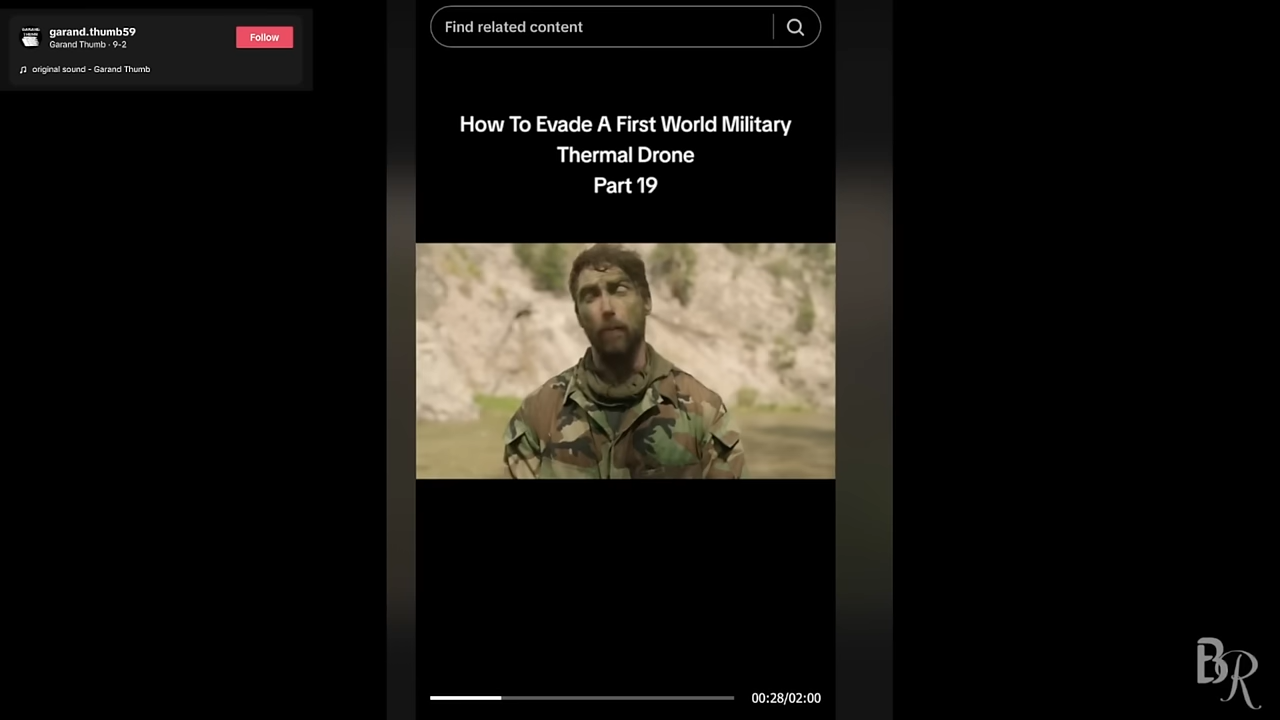 garand.thumb59
Garand Thumb · 9-2
Follow
♫ original sound - Garand Thumb
Find related content
How To Evade A First World Military
Thermal Drone
Part 19
00:28/02:00
BR